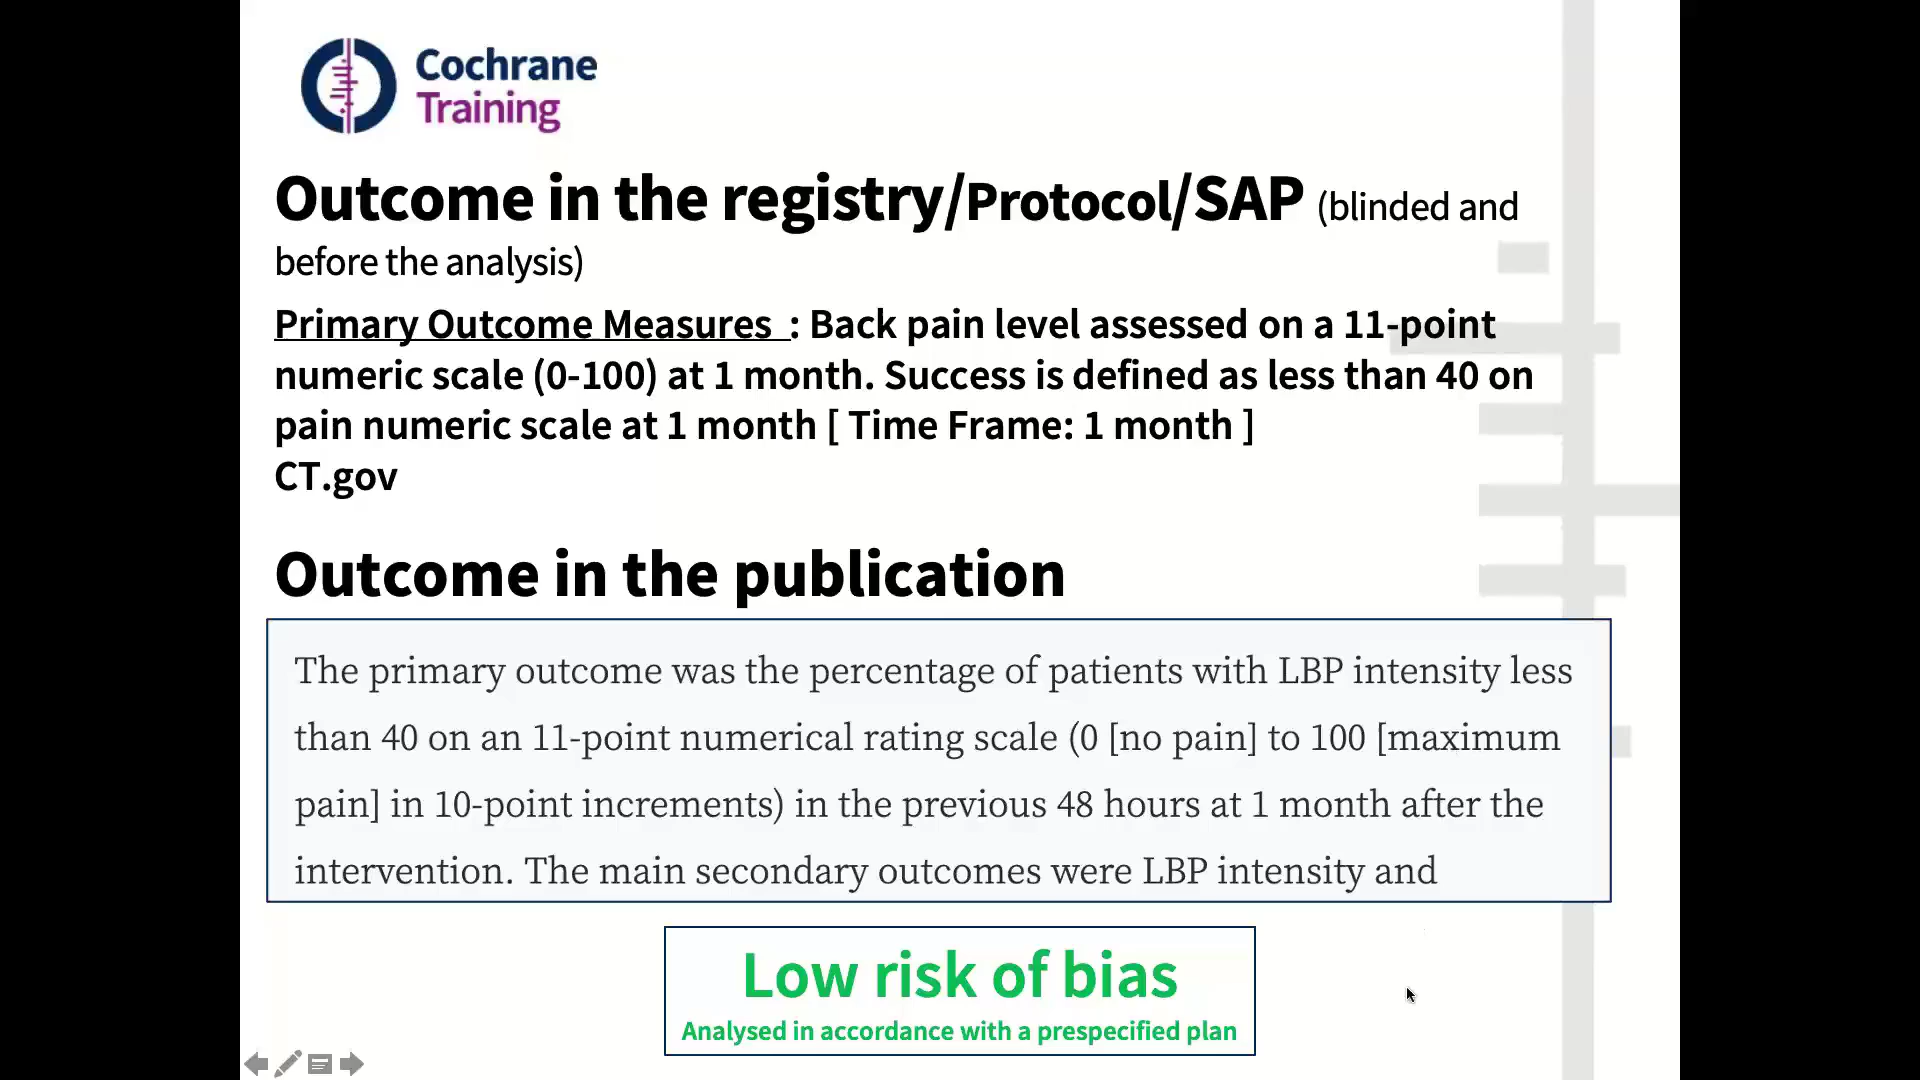 Cochrane
Training
Outcome in the registry/Protocol/SAP (blinded and
before the analysis)
Primary Outcome Measures : Back pain level assessed on a 11-point
numeric scale (0-100) at 1 month. Success is defined as less than 40 on
pain numeric scale at 1 month [ Time Frame: 1 month ]
CT.gov
Outcome in the publication
The primary outcome was the percentage of patients with LBP intensity less
than 40 on an 11-point numerical rating scale (0 [no pain] to 100 [maximum
pain] in 10-point increments) in the previous 48 hours at 1 month after the
intervention. The main secondary outcomes were LBP intensity and
Low risk of bias
Analysed in accordance with a prespecified plan